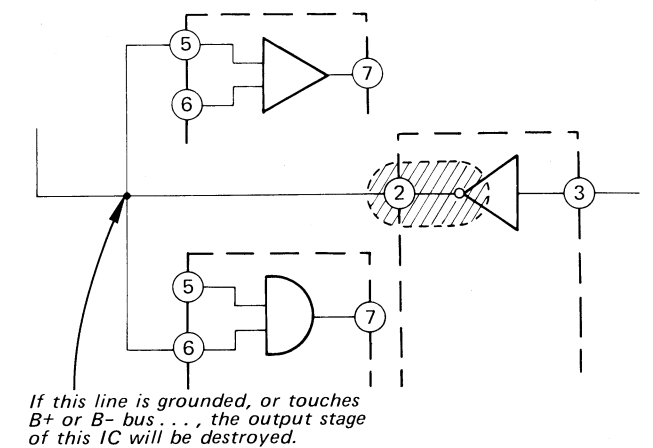 5
7
6
2
3
5
7
6
If this line is grounded, or touches
B+ or B- bus . . . , the output stage
of this IC will be destroyed.